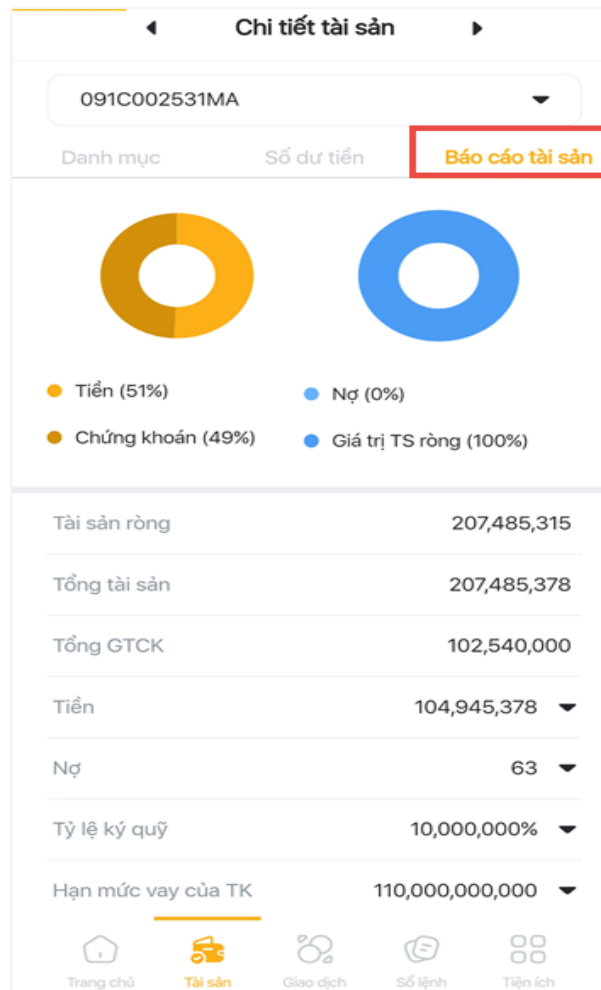 Chi tiết tài sản
091C002531MA
Danh mục Số dư tiền Báo cáo tài sản
Tiền (51%) Nợ (0%)
Chứng khoán (49%) Giá trị TS ròng (100%)
Tài sản ròng 207,485,315
Tổng tài sản 207,485,378
Tổng GTCK 102,540,000
Tiền 104,945,378
Nợ 63
Tỷ lệ ký quỹ 10,000,000%
Hạn mức vay của TK 110,000,000,000
Trang chủ Tài sản Giao dịch Sổ lệnh Tiện ích